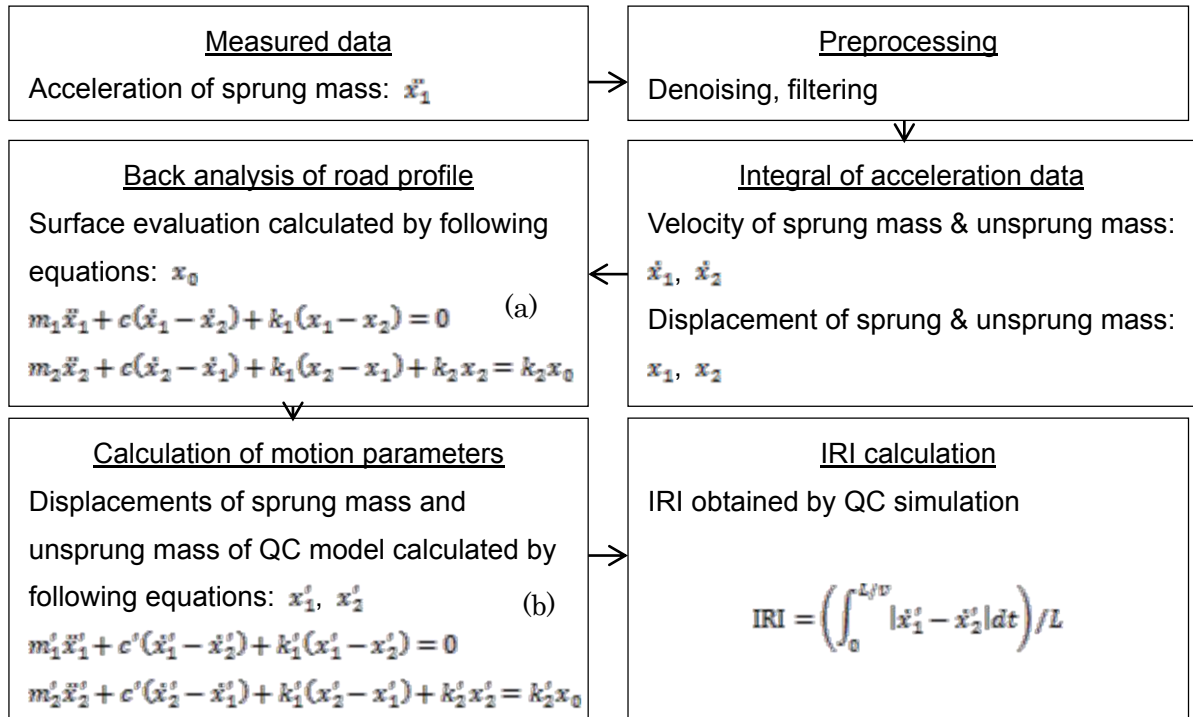 Measured data
Acceleration of sprung mass: ẍ₁
Preprocessing
Denoising, filtering
Integral of acceleration data
Velocity of sprung mass & unsprung mass:
ẋ₁, ẋ₂
Displacement of sprung & unsprung mass:
x₁, x₂
Back analysis of road profile
Surface evaluation calculated by following
equations: x₀
m₁ẍ₁ + c(ẋ₁ − ẋ₂) + k₁(x₁ − x₂) = 0
(a)
m₂ẍ₂ + c(ẋ₂ − ẋ₁) + k₁(x₂ − x₁) + k₂x₂ = k₂x₀
Calculation of motion parameters
Displacements of sprung mass and
unsprung mass of QC model calculated by
following equations: x₁ˢ, x₂ˢ
(b)
m₁ˢẍ₁ˢ + cˢ(ẋ₁ˢ − ẋ₂ˢ) + k₁ˢ(x₁ˢ − x₂ˢ) = 0
m₂ˢẍ₂ˢ + cˢ(ẋ₂ˢ − ẋ₁ˢ) + k₁ˢ(x₂ˢ − x₁ˢ) + k₂ˢx₂ˢ = k₂ˢx₀
IRI calculation
IRI obtained by QC simulation
IRI = (∫₀^{L/v} |ẋ₁ˢ − ẋ₂ˢ| dt)/L